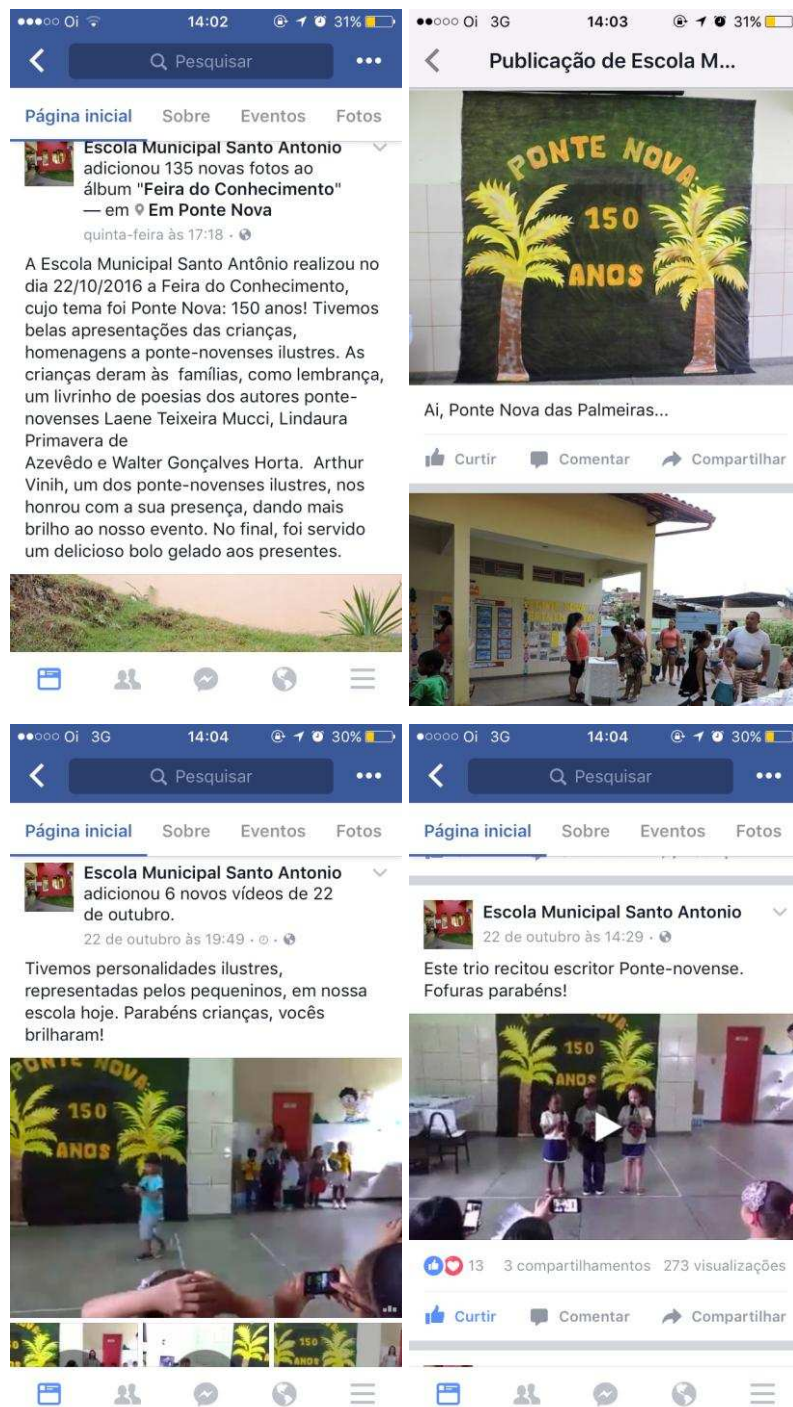 Oi 14:02 31%
Pesquisar
Página inicial Sobre Eventos Fotos
Escola Municipal Santo Antonio
adicionou 135 novas fotos ao
álbum "Feira do Conhecimento"
— em Em Ponte Nova
quinta-feira às 17:18 ·
A Escola Municipal Santo Antônio realizou no
dia 22/10/2016 a Feira do Conhecimento,
cujo tema foi Ponte Nova: 150 anos! Tivemos
belas apresentações das crianças,
homenagens a ponte-novenses ilustres. As
crianças deram às famílias, como lembrança,
um livrinho de poesias dos autores ponte-
novenses Laene Teixeira Mucci, Lindaura
Primavera de
Azevêdo e Walter Gonçalves Horta. Arthur
Vinih, um dos ponte-novenses ilustres, nos
honrou com a sua presença, dando mais
brilho ao nosso evento. No final, foi servido
um delicioso bolo gelado aos presentes.
Oi 3G 14:03 31%
Publicação de Escola M...
PONTE NOVA
150
ANOS
Ai, Ponte Nova das Palmeiras...
Curtir Comentar Compartilhar
Oi 3G 14:04 30%
Pesquisar
Página inicial Sobre Eventos Fotos
Escola Municipal Santo Antonio
adicionou 6 novos vídeos de 22
de outubro.
22 de outubro às 19:49 · ·
Tivemos personalidades ilustres,
representadas pelos pequeninos, em nossa
escola hoje. Parabéns crianças, vocês
brilharam!
PONTE NOVA
150
ANOS
150
ANOS
Oi 3G 14:04 30%
Pesquisar
Página inicial Sobre Eventos Fotos
Escola Municipal Santo Antonio
22 de outubro às 14:29 ·
Este trio recitou escritor Ponte-novense.
Fofuras parabéns!
150
ANOS
13 3 compartilhamentos 273 visualizações
Curtir Comentar Compartilhar